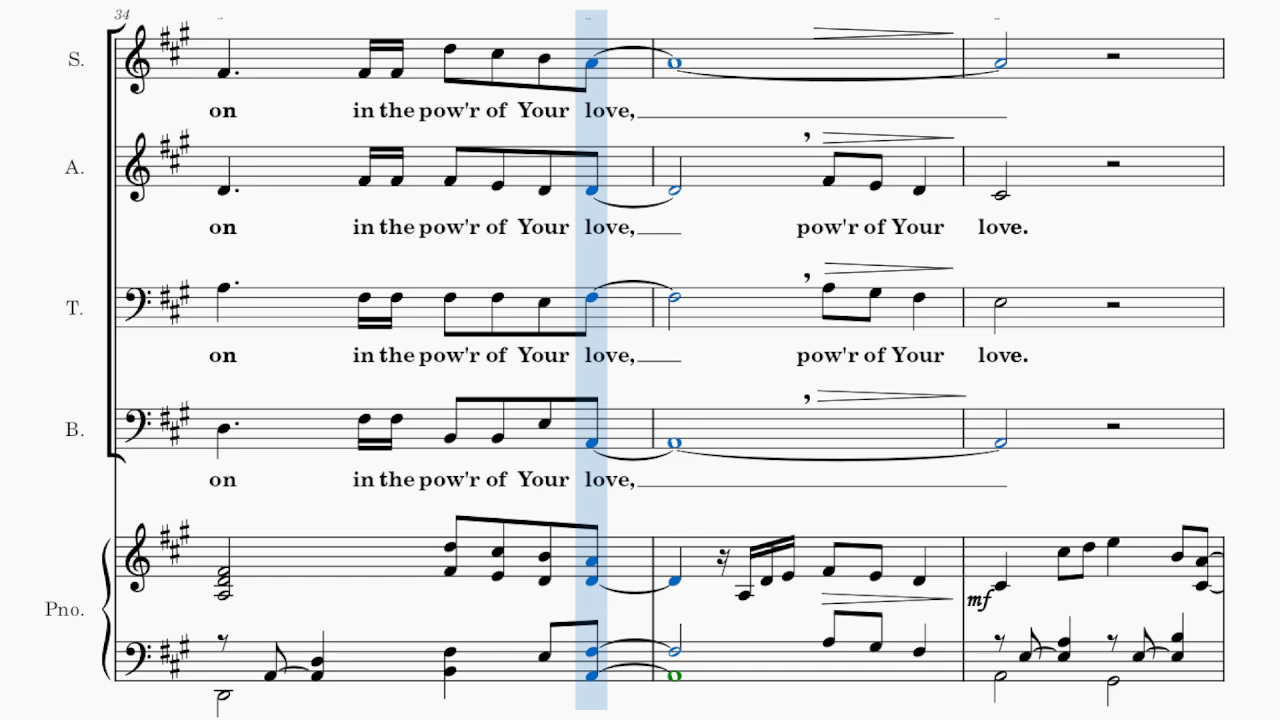 34
S.
on in the pow'r of Your love,
A.
on in the pow'r of Your love, pow'r of Your love.
T.
on in the pow'r of Your love, pow'r of Your love.
B.
on in the pow'r of Your love,
Pno.
mf